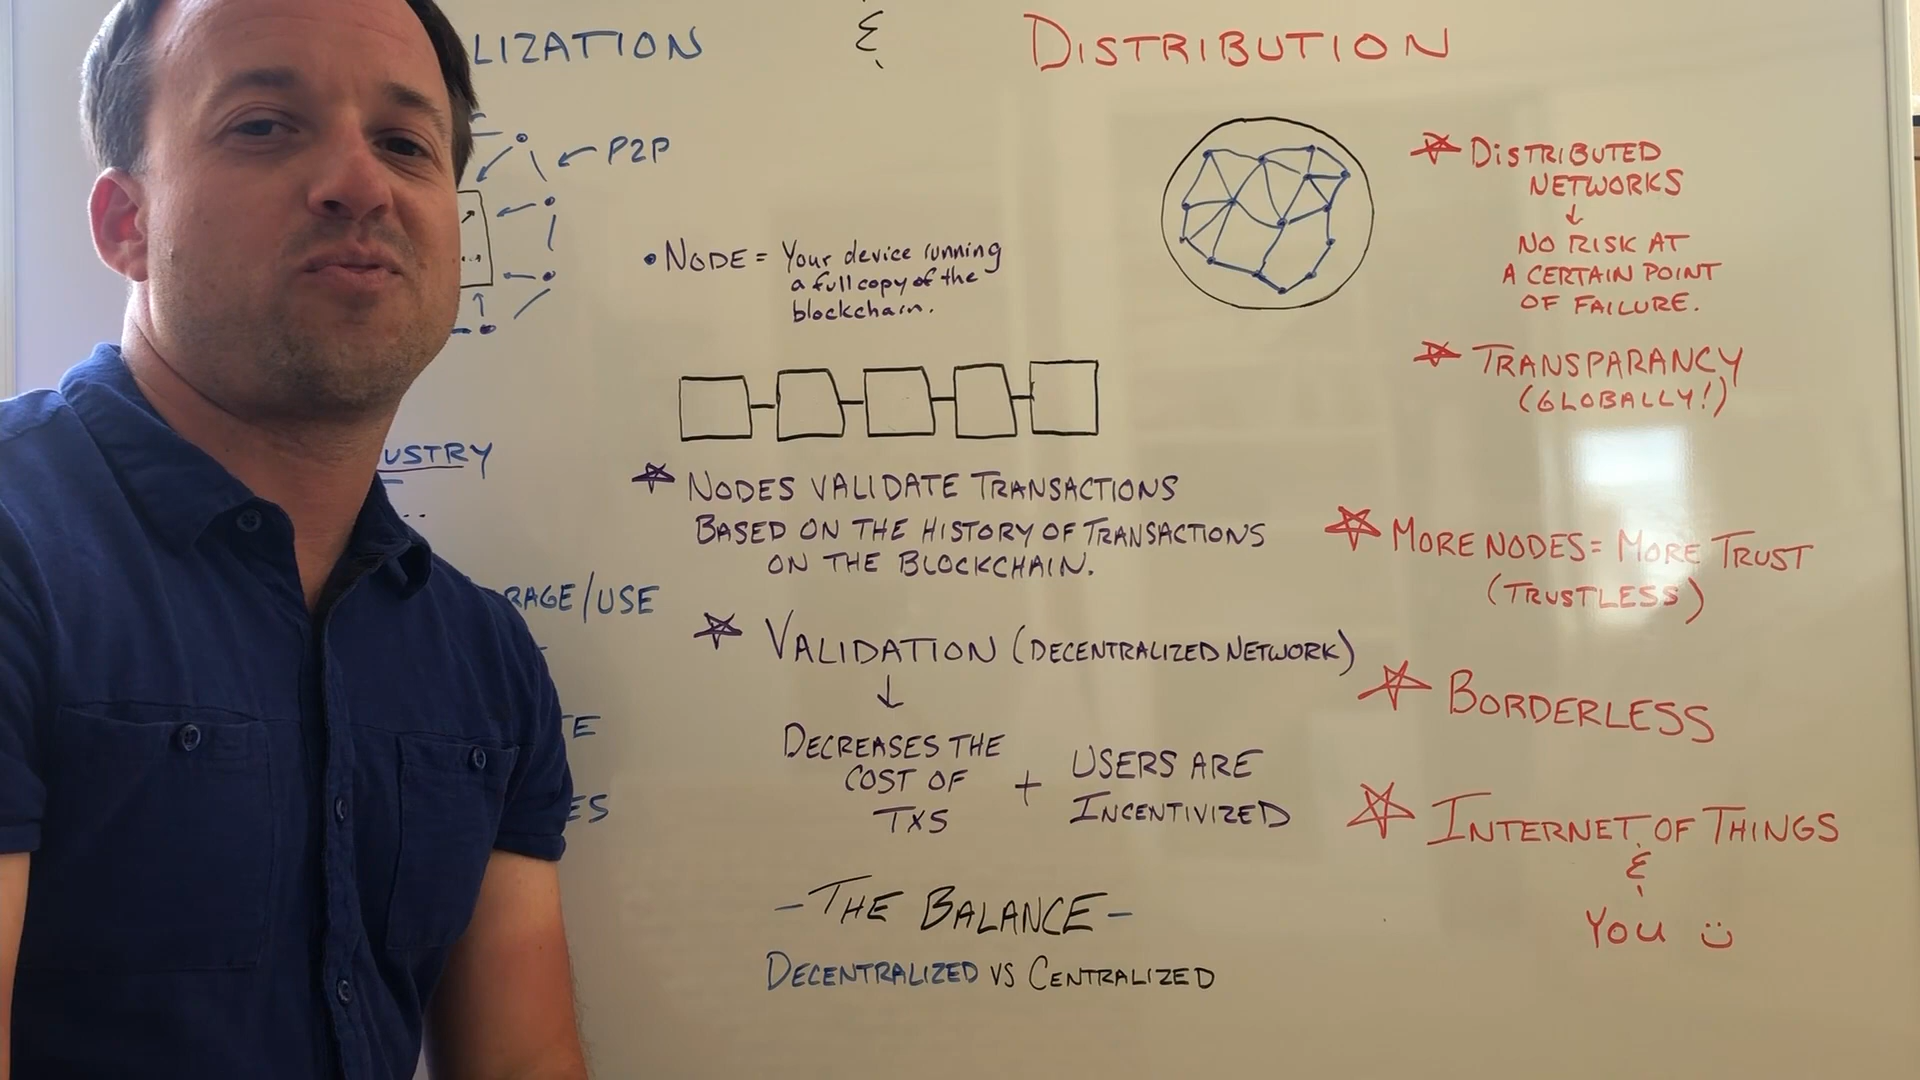 LIZATION & DISTRIBUTION
P2P
• NODE = Your device running
a full copy of the
blockchain.
USTRY
...
RAGE/USE
TE
ES
NODES VALIDATE TRANSACTIONS
BASED ON THE HISTORY OF TRANSACTIONS
ON THE BLOCKCHAIN.
VALIDATION (DECENTRALIZED NETWORK)
↓
DECREASES THE
COST OF
TXS
+
USERS ARE
INCENTIVIZED
- THE BALANCE -
DECENTRALIZED VS CENTRALIZED
DISTRIBUTED
NETWORKS
↓
NO RISK AT
A CERTAIN POINT
OF FAILURE.
TRANSPARANCY
(GLOBALLY!)
MORE NODES = MORE TRUST
(TRUSTLESS)
BORDERLESS
INTERNET OF THINGS
&
YOU